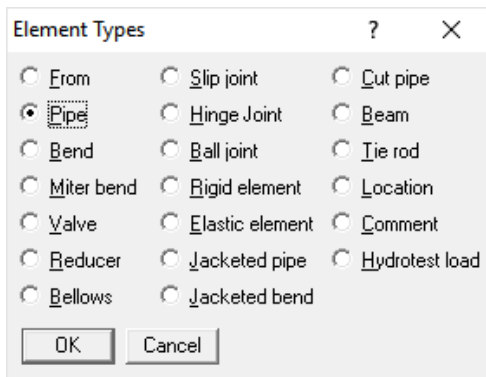 Element Types ?
From Slip joint Cut pipe
Pipe Hinge Joint Beam
Bend Ball joint Tie rod
Miter bend Rigid element Location
Valve Elastic element Comment
Reducer Jacketed pipe Hydrotest load
Bellows Jacketed bend
OK Cancel